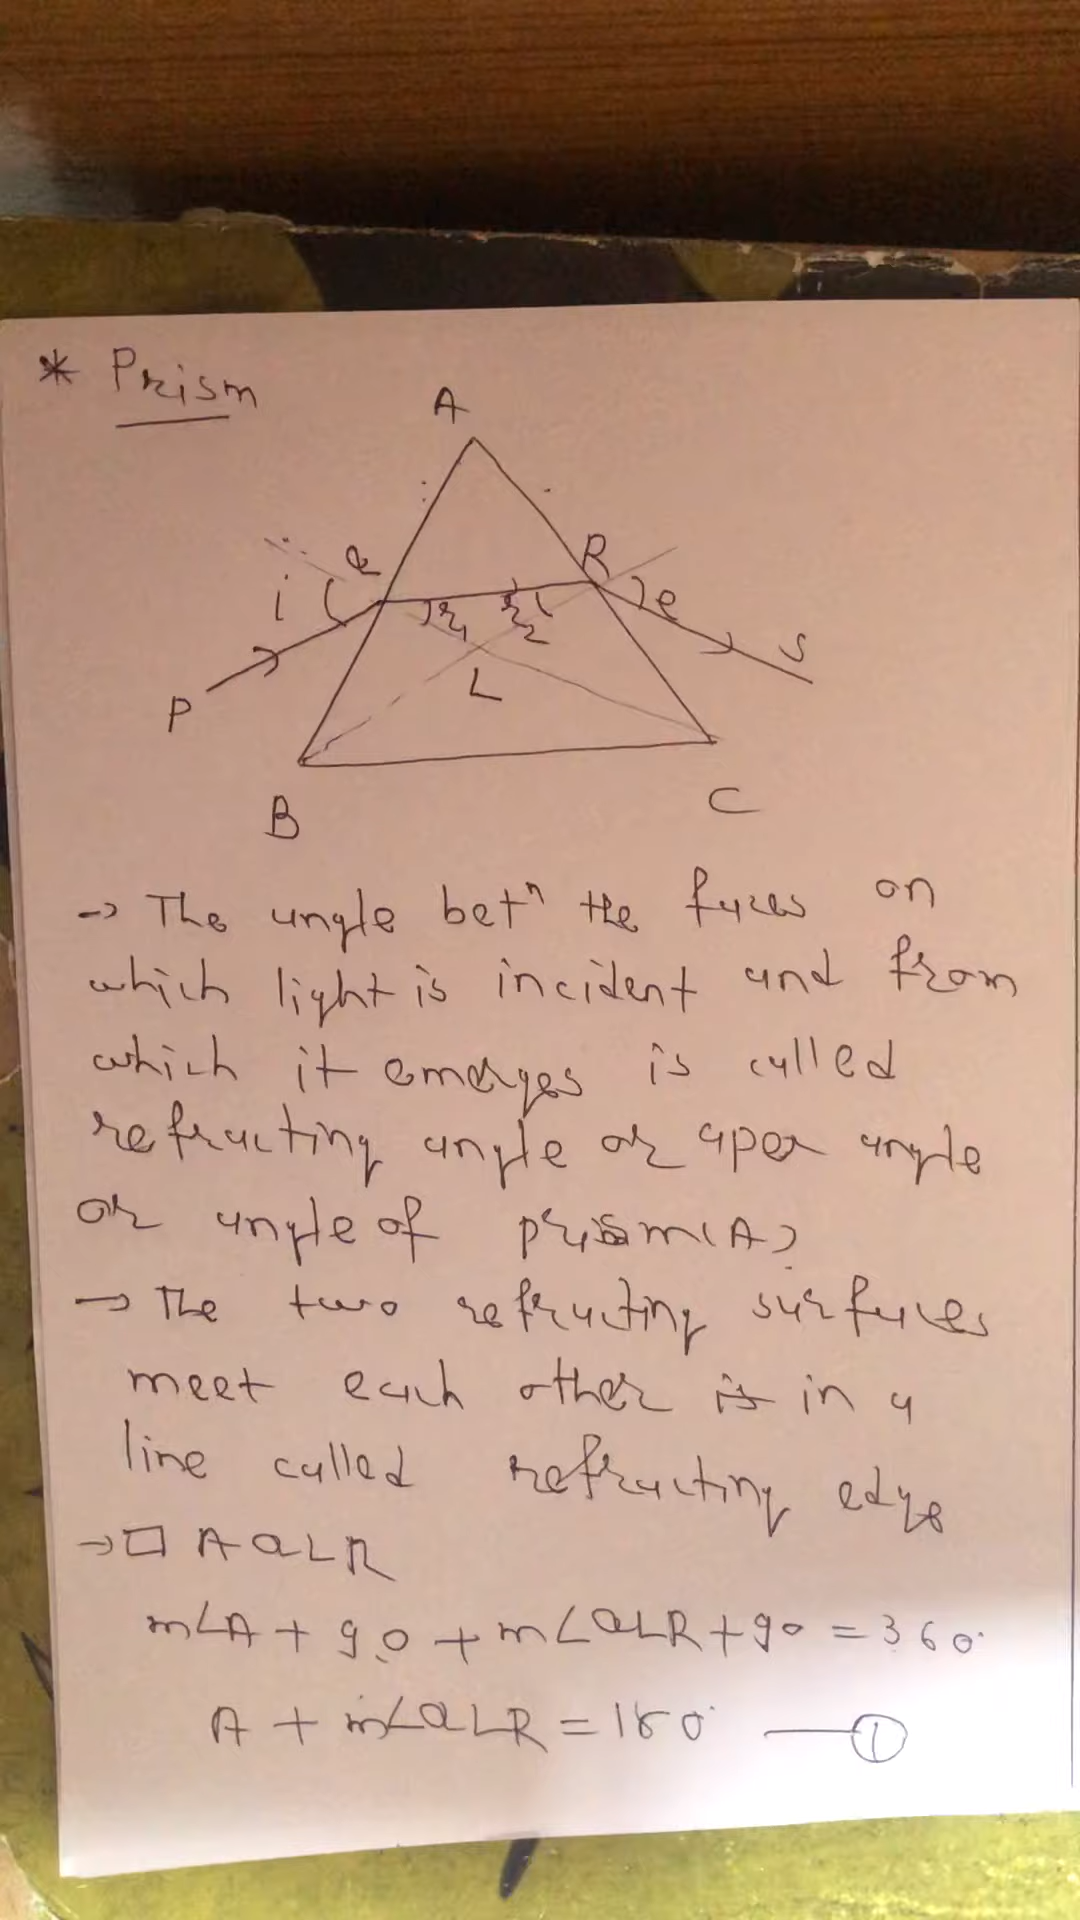 * Prism
A
Q
R
i
r₁
r₂
e
P
L
S
B
C
→ The angle betⁿ the faces on
which light is incident and from
which it emerges is called
refracting angle or apex angle
or angle of prism(A)
→ The two refracting surfaces
meet each other in a
line called refracting edge
→ □ AQLR
m∠A + 90 + m∠QLR + 90 = 360°
A + m∠QLR = 180° — ①